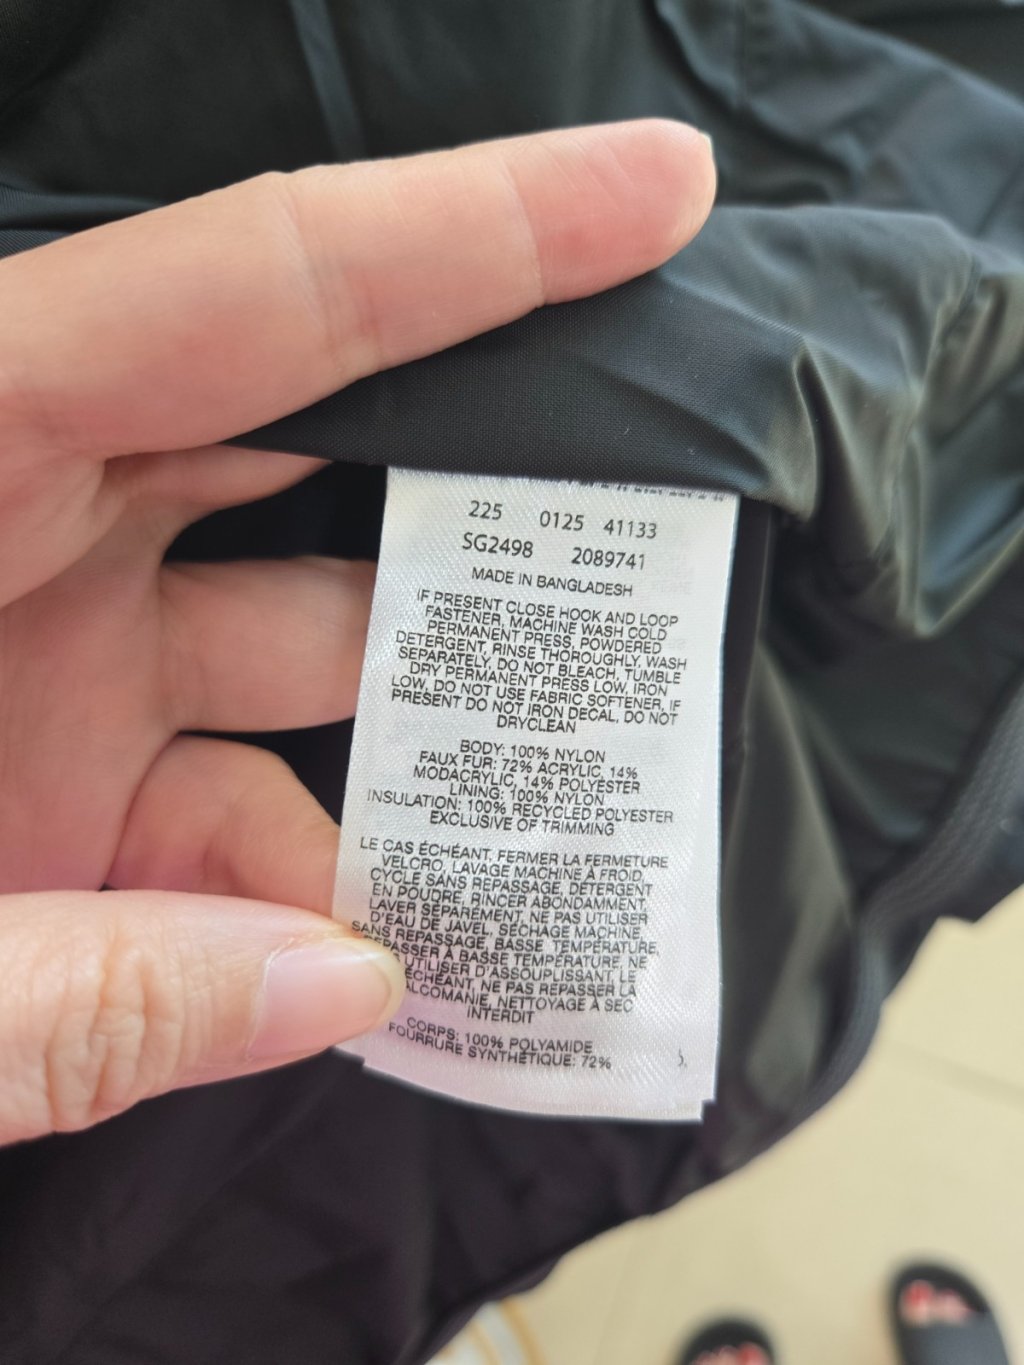 225 0125 41133
SG2498 2089741
MADE IN BANGLADESH
IF PRESENT CLOSE HOOK AND LOOP
FASTENER, MACHINE WASH COLD
PERMANENT PRESS, POWDERED
DETERGENT, RINSE THOROUGHLY, WASH
SEPARATELY, DO NOT BLEACH, TUMBLE
DRY PERMANENT PRESS LOW, IRON
LOW, DO NOT USE FABRIC SOFTENER, IF
PRESENT DO NOT IRON DECAL, DO NOT
DRYCLEAN
BODY: 100% NYLON
FAUX FUR: 72% ACRYLIC, 14%
MODACRYLIC, 14% POLYESTER
LINING: 100% NYLON
INSULATION: 100% RECYCLED POLYESTER
EXCLUSIVE OF TRIMMING
LE CAS ÉCHÉANT, FERMER LA FERMETURE
VELCRO, LAVAGE MACHINE À FROID,
CYCLE SANS REPASSAGE, DÉTERGENT
EN POUDRE, RINCER ABONDAMMENT,
LAVER SÉPARÉMENT, NE PAS UTILISER
D'EAU DE JAVEL, SÉCHAGE MACHINE,
SANS REPASSAGE, BASSE TEMPÉRATURE,
REPASSER À BASSE TEMPÉRATURE, NE
UTILISER D'ASSOUPLISSANT, LE
ÉCHÉANT, NE PAS REPASSER LA
ALCOMANIE, NETTOYAGE À SEC
INTERDIT
CORPS: 100% POLYAMIDE
FOURRURE SYNTHÉTIQUE: 72%